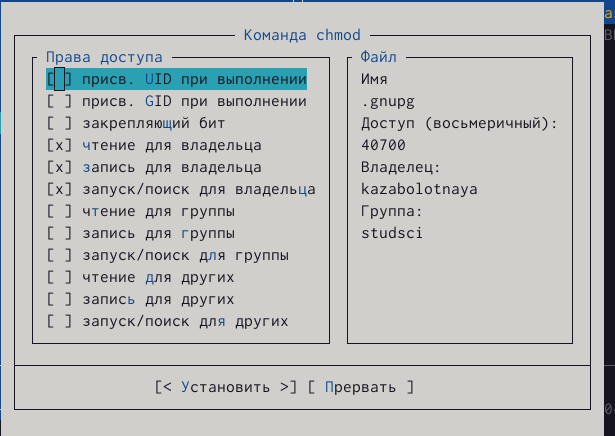 Команда chmod
Права доступа
[ ] присв. UID при выполнении
[ ] присв. GID при выполнении
[ ] закрепляющий бит
[x] чтение для владельца
[x] запись для владельца
[x] запуск/поиск для владельца
[ ] чтение для группы
[ ] запись для группы
[ ] запуск/поиск для группы
[ ] чтение для других
[ ] запись для других
[ ] запуск/поиск для других
Файл
Имя
.gnupg
Доступ (восьмеричный):
40700
Владелец:
kazabolotnaya
Группа:
studsci
[< Установить >] [ Прервать ]